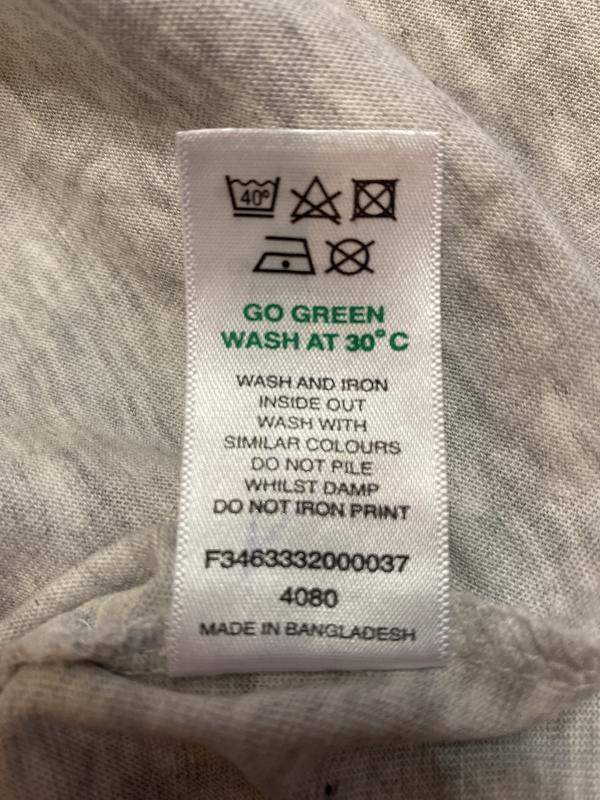 40°
GO GREEN
WASH AT 30°C
WASH AND IRON
INSIDE OUT
WASH WITH
SIMILAR COLOURS
DO NOT PILE
WHILST DAMP
DO NOT IRON PRINT
F3463332000037
4080
MADE IN BANGLADESH